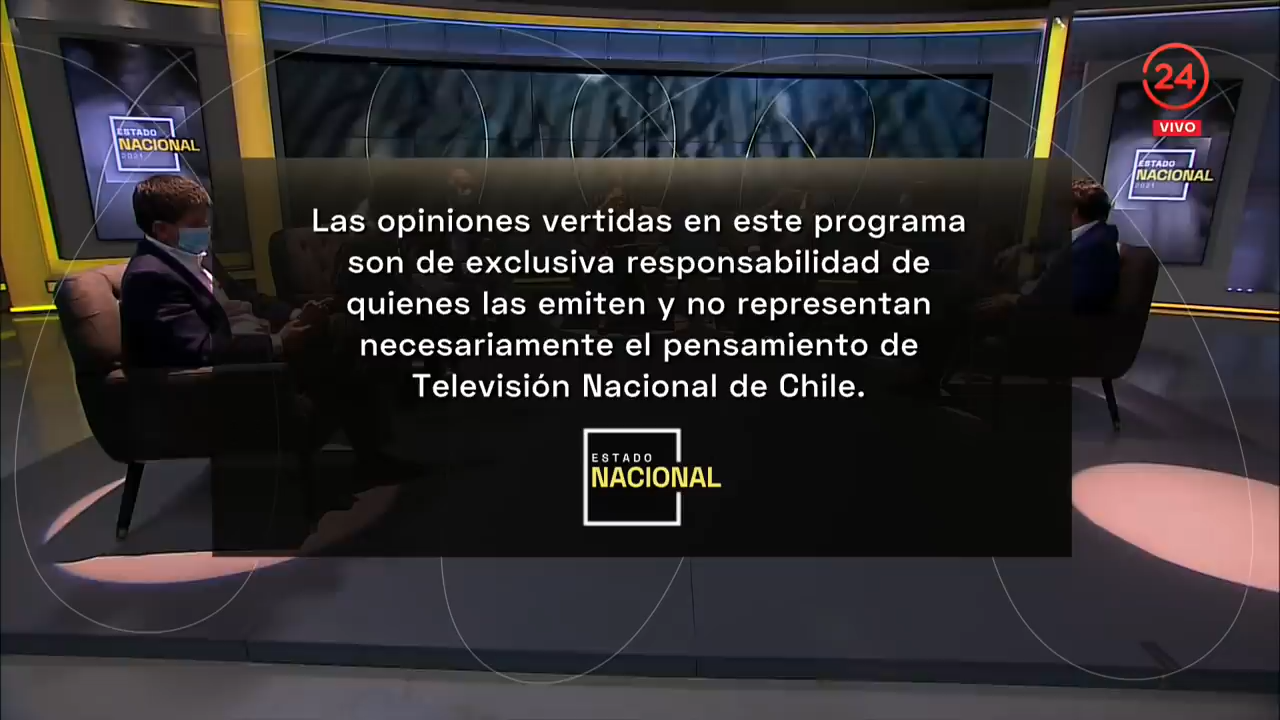 24
VIVO
ESTADO
NACIONAL
2021
ESTADO
NACIONAL
2021
Las opiniones vertidas en este programa
son de exclusiva responsabilidad de
quienes las emiten y no representan
necesariamente el pensamiento de
Televisión Nacional de Chile.
ESTADO
NACIONAL